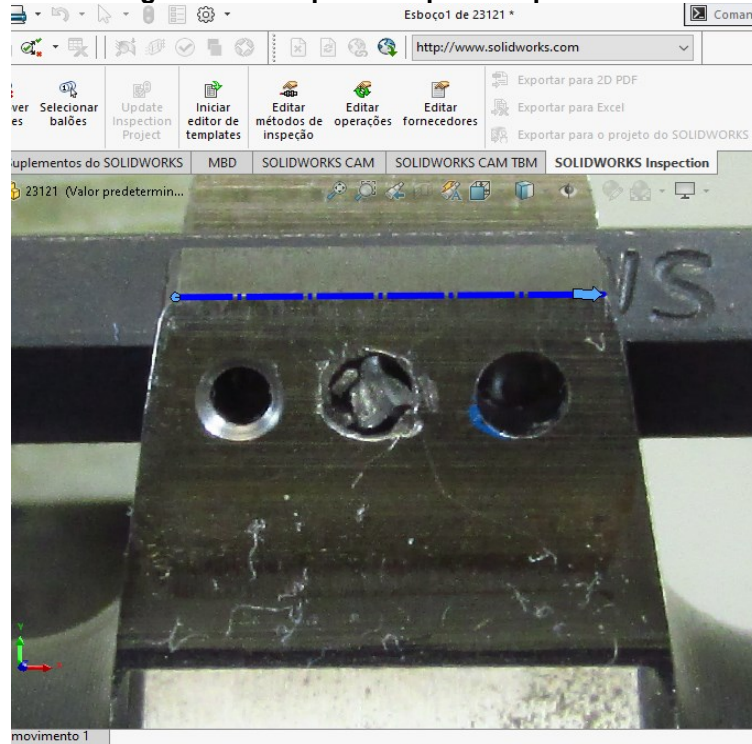 Esboço1 de 23121 *
Coman
http://www.solidworks.com
Selecionar balões
Update Inspection Project
Iniciar editor de templates
Editar métodos de inspeção
Editar operações
Editar fornecedores
Exportar para 2D PDF
Exportar para Excel
Exportar para o projeto do SOLIDWORKS
uplementos do SOLIDWORKS
MBD
SOLIDWORKS CAM
SOLIDWORKS CAM TBM
SOLIDWORKS Inspection
23121 (Valor predetermin...
movimento 1